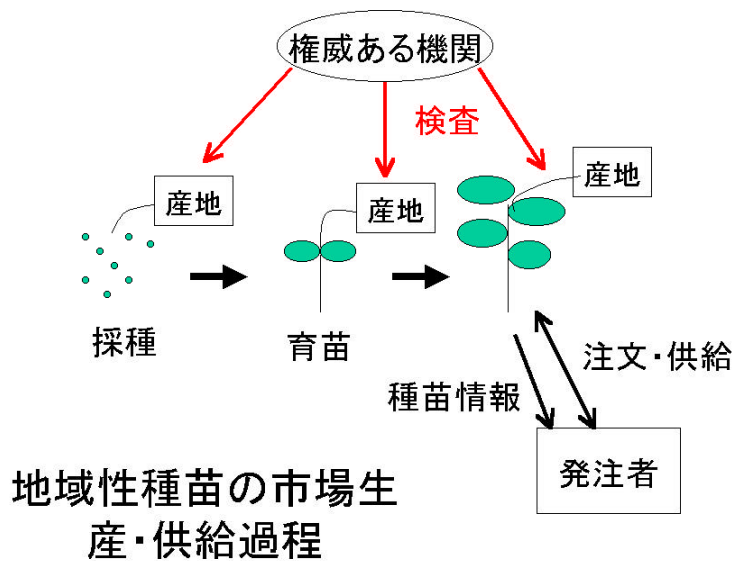 権威ある機関
検査
産地
産地
産地
採種
育苗
注文・供給
種苗情報
発注者
地域性種苗の市場生
産・供給過程